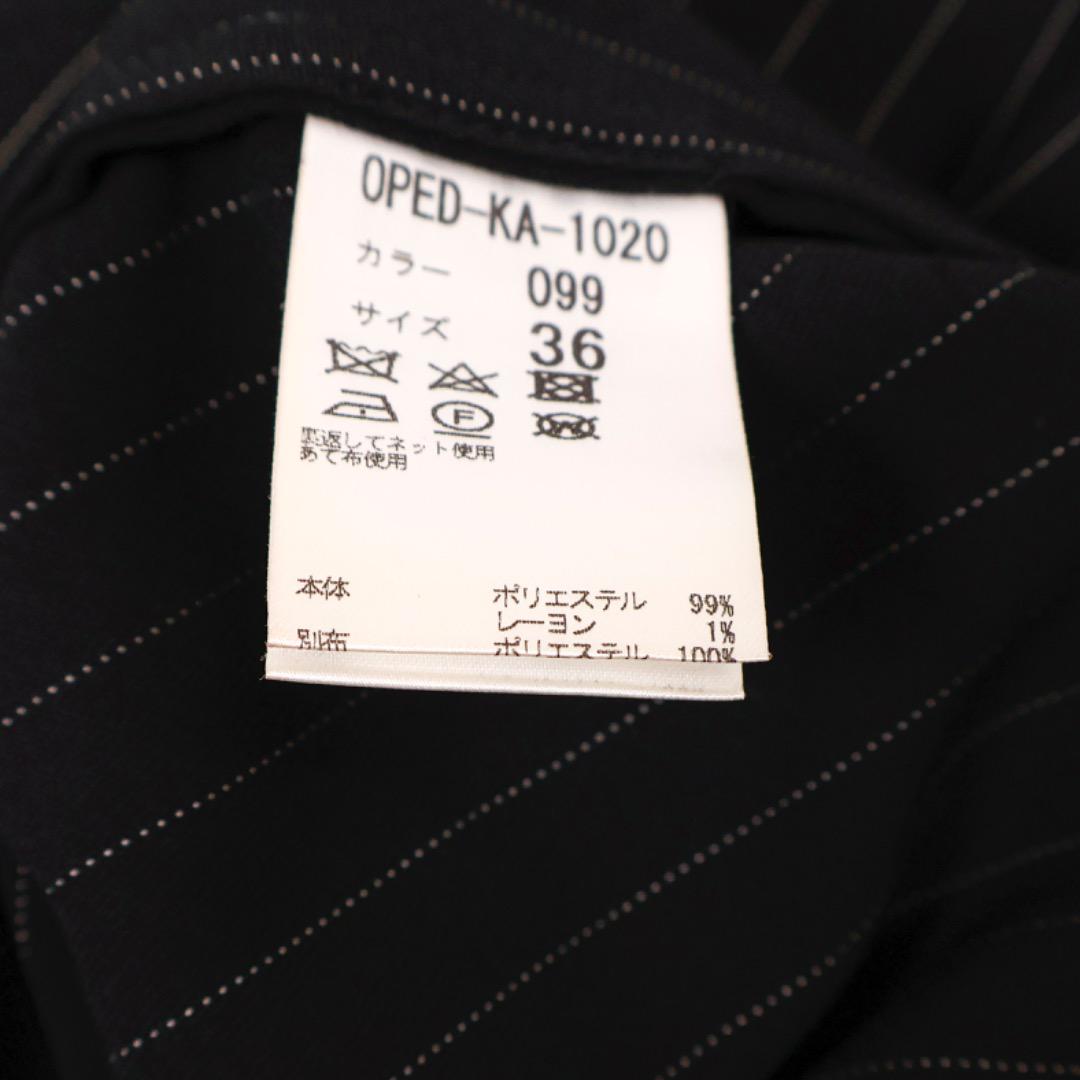 OPED-KA-1020
カラー 099
サイズ 36
F
W
裏返してネット使用
あて布使用
本体 ポリエステル 99%
レーヨン 1%
別布 ポリエステル 100%